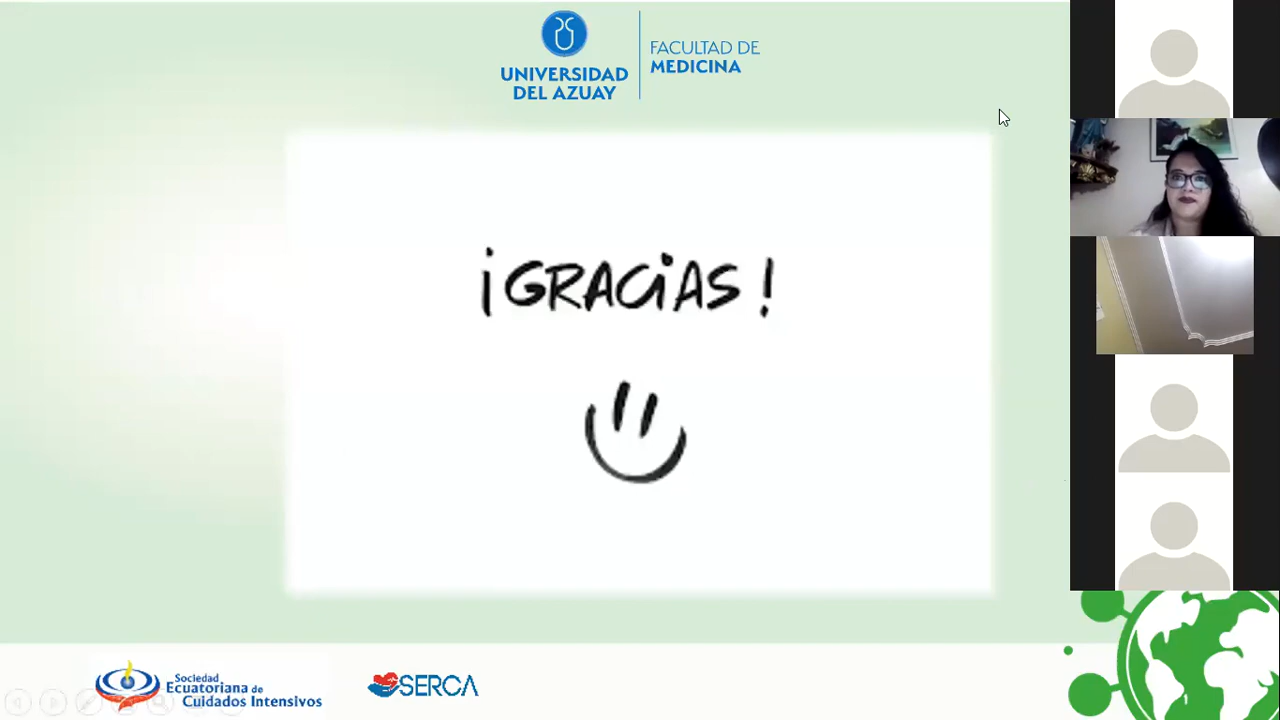 UNIVERSIDAD
DEL AZUAY
FACULTAD DE
MEDICINA
¡GRACiAS!
Sociedad
Ecuatoriana de
Cuidados Intensivos
SERCA